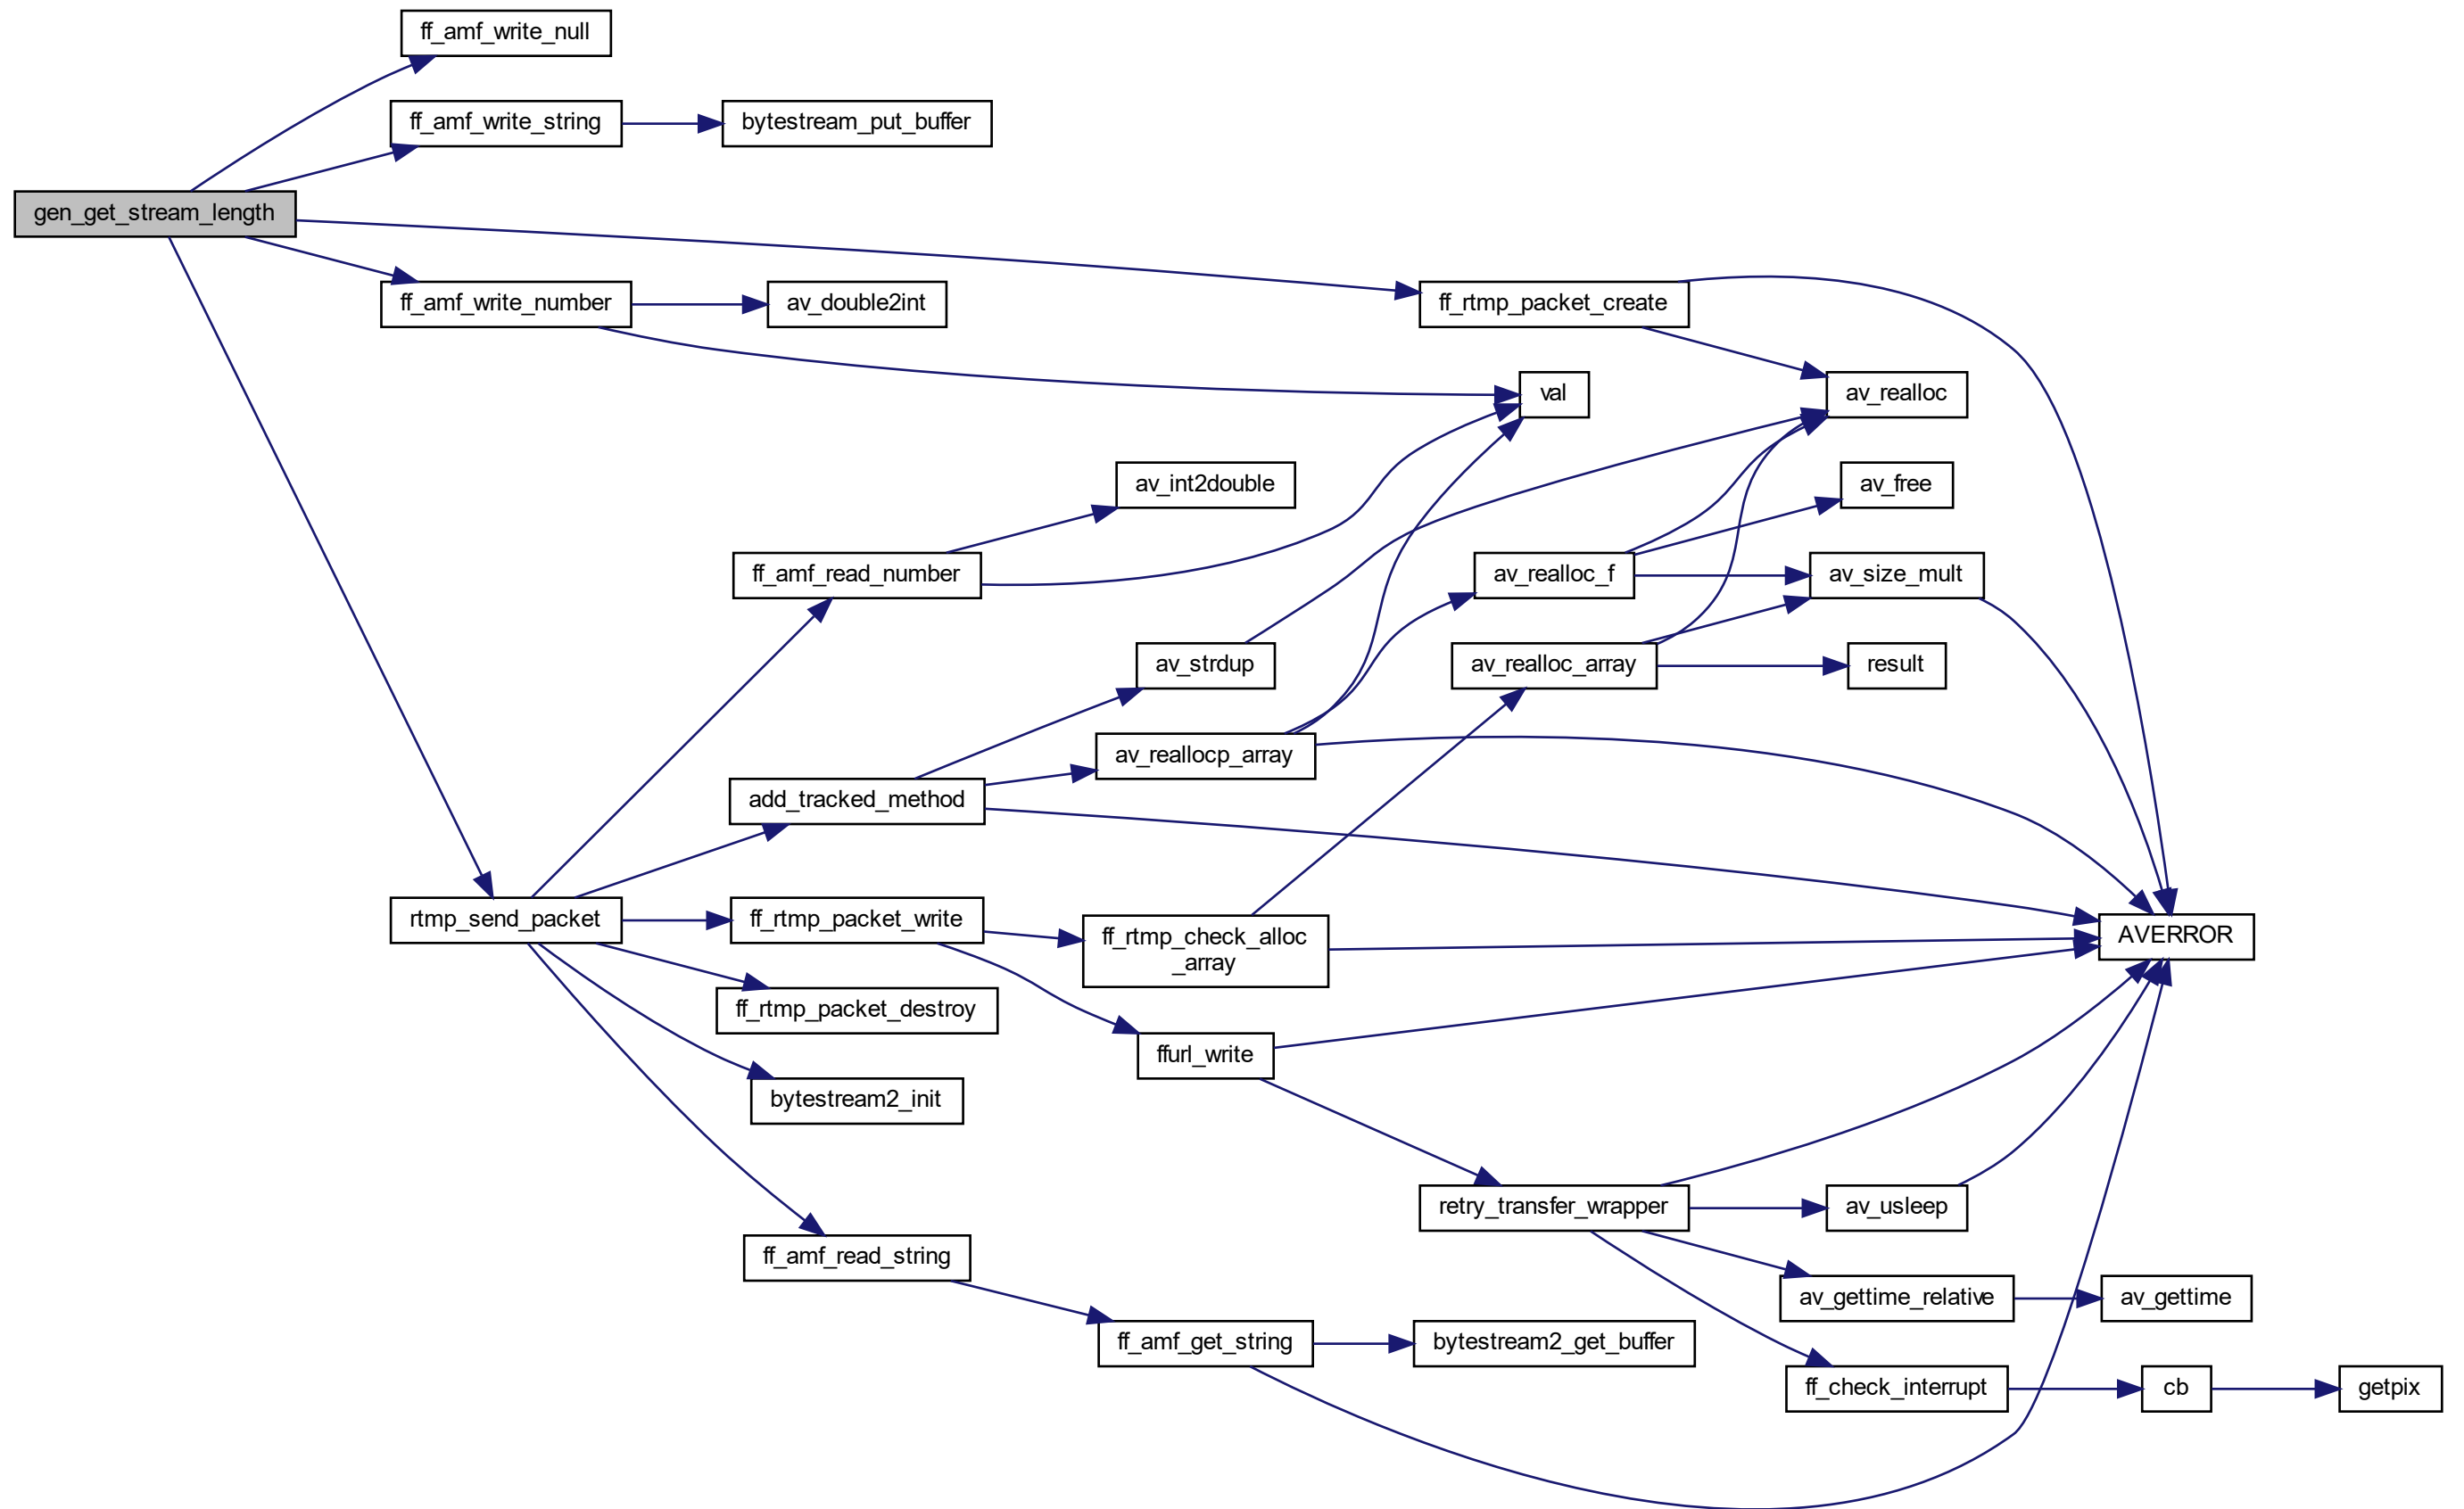 ff_amf_write_null
ff_amf_write_string
bytestream_put_buffer
gen_get_stream_length
ff_amf_write_number
av_double2int
ff_rtmp_packet_create
val
av_realloc
av_int2double
av_free
ff_amf_read_number
av_realloc_f
av_size_mult
av_strdup
av_realloc_array
result
av_reallocp_array
add_tracked_method
rtmp_send_packet
ff_rtmp_packet_write
ff_rtmp_check_alloc
_array
AVERROR
ff_rtmp_packet_destroy
ffurl_write
bytestream2_init
retry_transfer_wrapper
av_usleep
ff_amf_read_string
av_gettime_relative
av_gettime
ff_amf_get_string
bytestream2_get_buffer
ff_check_interrupt
cb
getpix